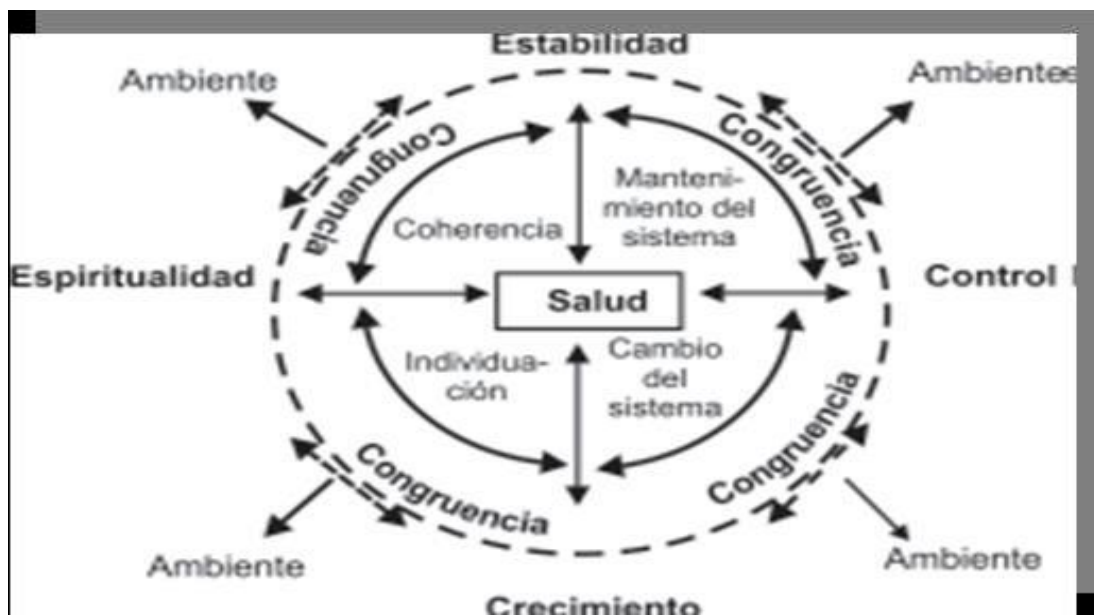 Estabilidad
Ambiente
Ambientes
Congruencia
Congruencia
Manteni-
miento del
sistema
Coherencia
Espiritualidad
Control
Salud
Individua-
ción
Cambio
del
sistema
Congruencia
Congruencia
Ambiente
Ambiente
Crecimiento